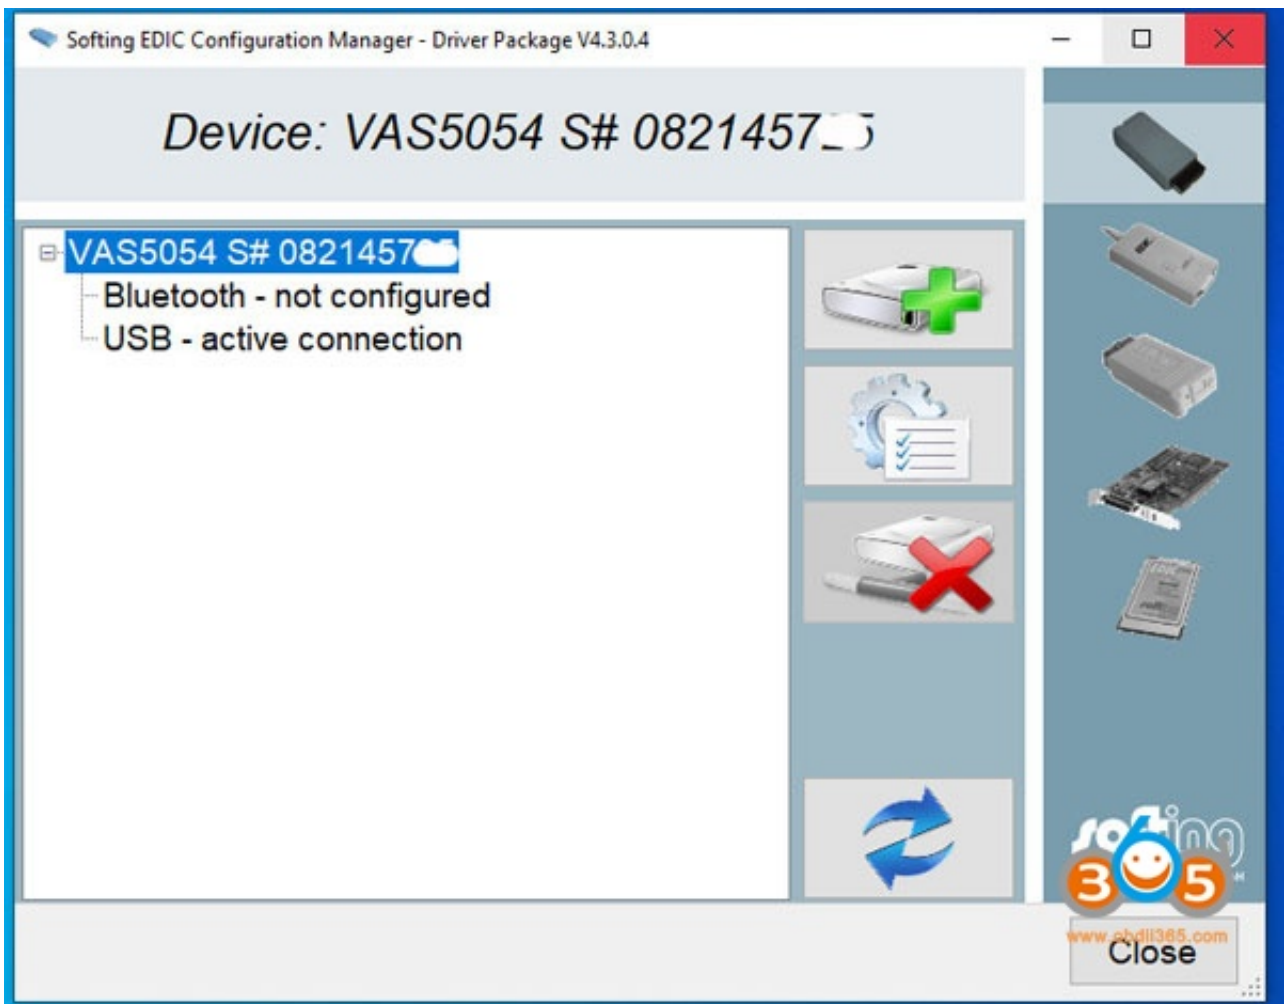 Softing EDIC Configuration Manager - Driver Package V4.3.0.4
Device: VAS5054 S# 0821457
VAS5054 S# 0821457
Bluetooth - not configured
USB - active connection
softing
365
www.obdii365.com
Close